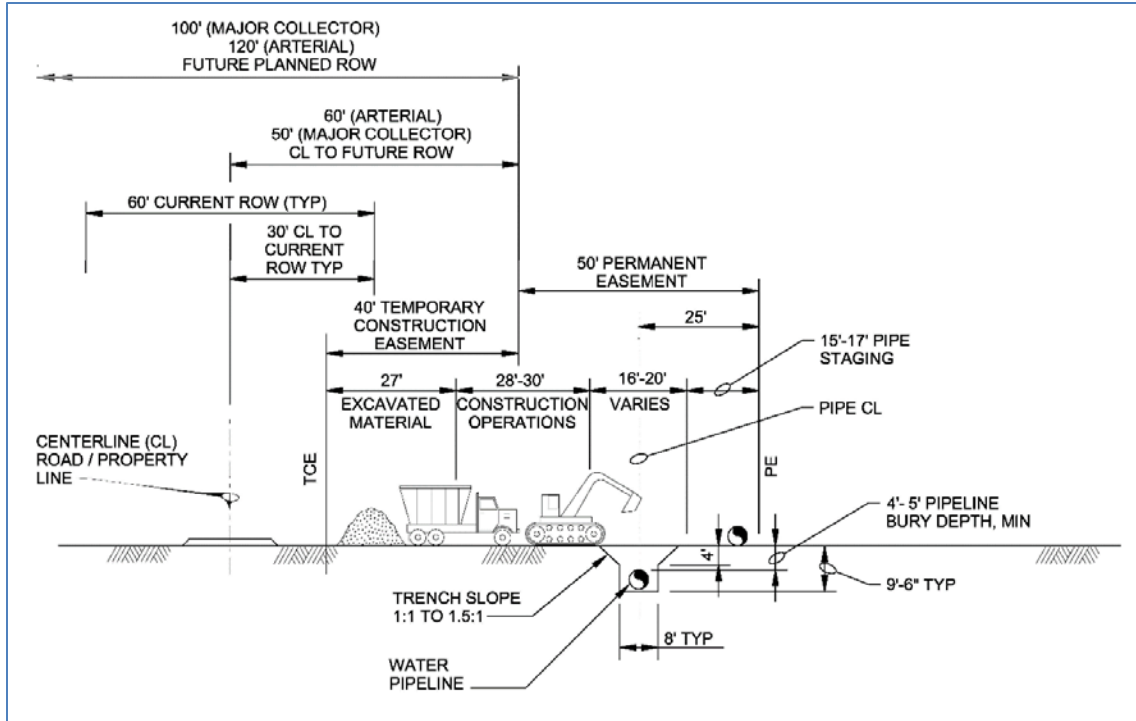 100' (MAJOR COLLECTOR)
120' (ARTERIAL)
FUTURE PLANNED ROW
60' (ARTERIAL)
50' (MAJOR COLLECTOR)
CL TO FUTURE ROW
60' CURRENT ROW (TYP)
30' CL TO
CURRENT
ROW TYP
50' PERMANENT
EASEMENT
40' TEMPORARY
CONSTRUCTION
EASEMENT
25'
15'-17' PIPE
STAGING
27'
EXCAVATED
MATERIAL
28'-30'
CONSTRUCTION
OPERATIONS
16'-20'
VARIES
PIPE CL
CENTERLINE (CL)
ROAD / PROPERTY
LINE
TCE
PE
4'- 5' PIPELINE
BURY DEPTH, MIN
4'
9'-6" TYP
TRENCH SLOPE
1:1 TO 1.5:1
8' TYP
WATER
PIPELINE